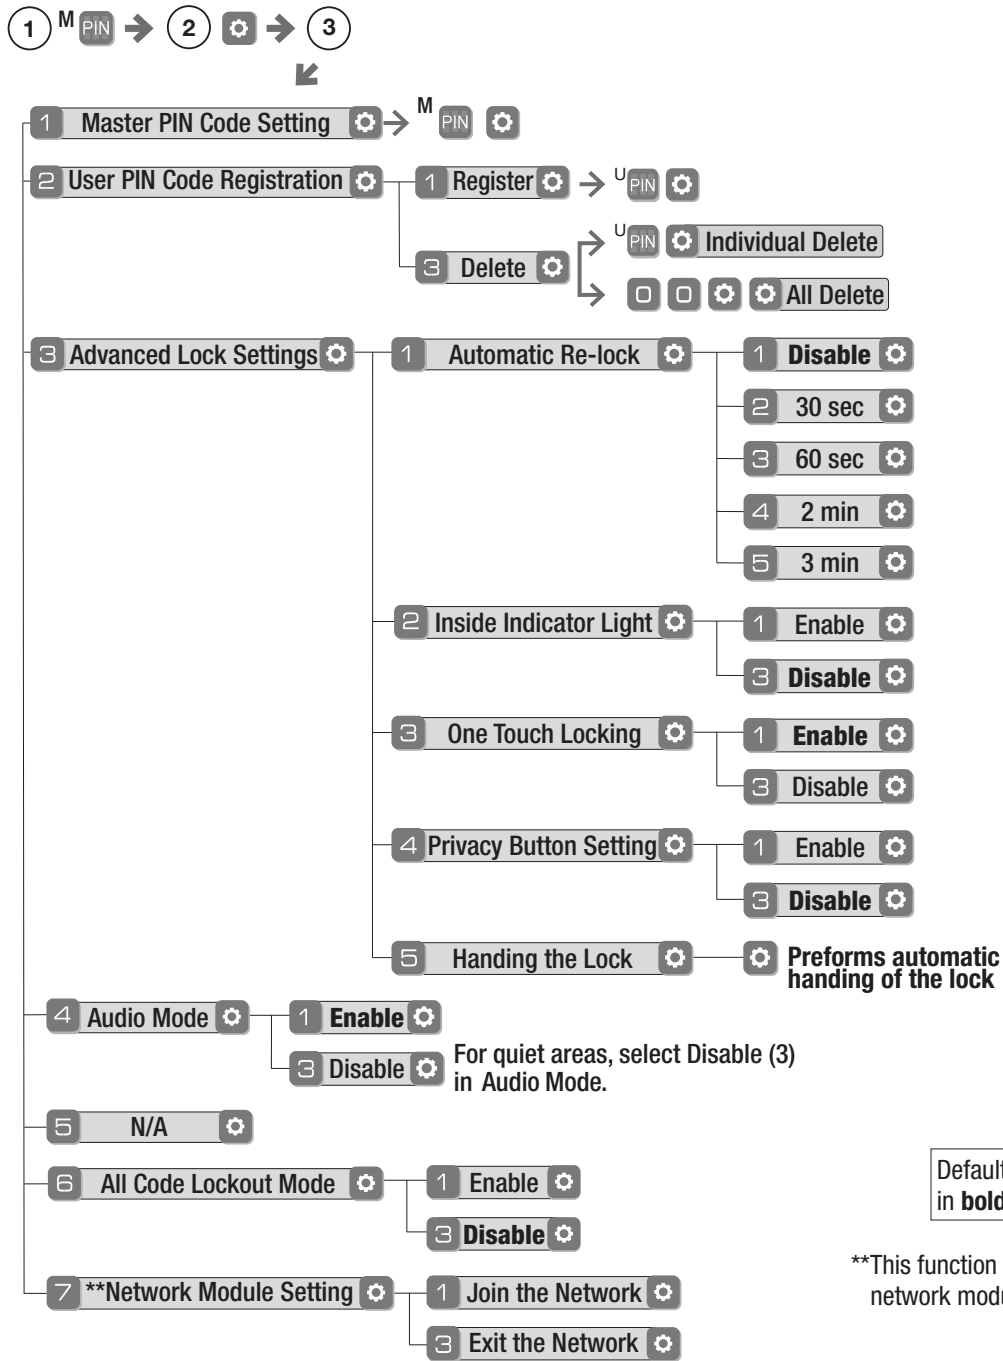 1 M PIN 2 3
1 Master PIN Code Setting M PIN
2 User PIN Code Registration 1 Register U PIN
3 Delete U PIN Individual Delete
0 0 All Delete
3 Advanced Lock Settings 1 Automatic Re-lock 1 Disable
2 30 sec
3 60 sec
4 2 min
5 3 min
2 Inside Indicator Light 1 Enable
3 Disable
3 One Touch Locking 1 Enable
3 Disable
4 Privacy Button Setting 1 Enable
3 Disable
5 Handing the Lock Preforms automatic
handing of the lock
4 Audio Mode 1 Enable
3 Disable For quiet areas, select Disable (3)
in Audio Mode.
5 N/A
6 All Code Lockout Mode 1 Enable
3 Disable
Default
in bold
7 **Network Module Setting 1 Join the Network
3 Exit the Network
**This function
network modu